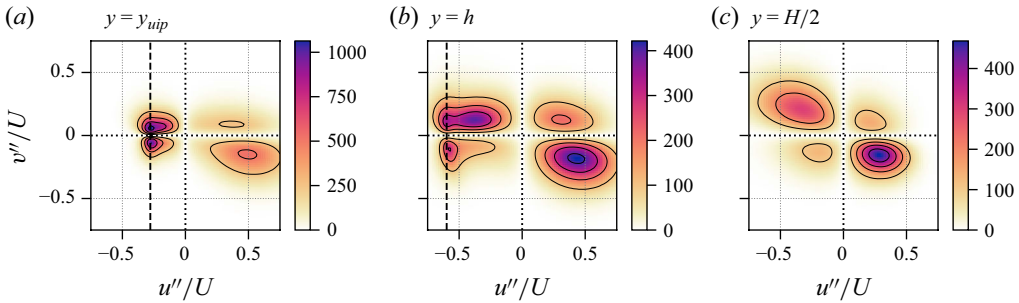 (a) y = y_uip (b) y = h (c) y = H/2
1000 400 400
0.5
750 300 300
v″/U 0 500 200 200
250 100 100
−0.5
0 0 0
−0.5 0 0.5 −0.5 0 0.5 −0.5 0 0.5
u″/U u″/U u″/U